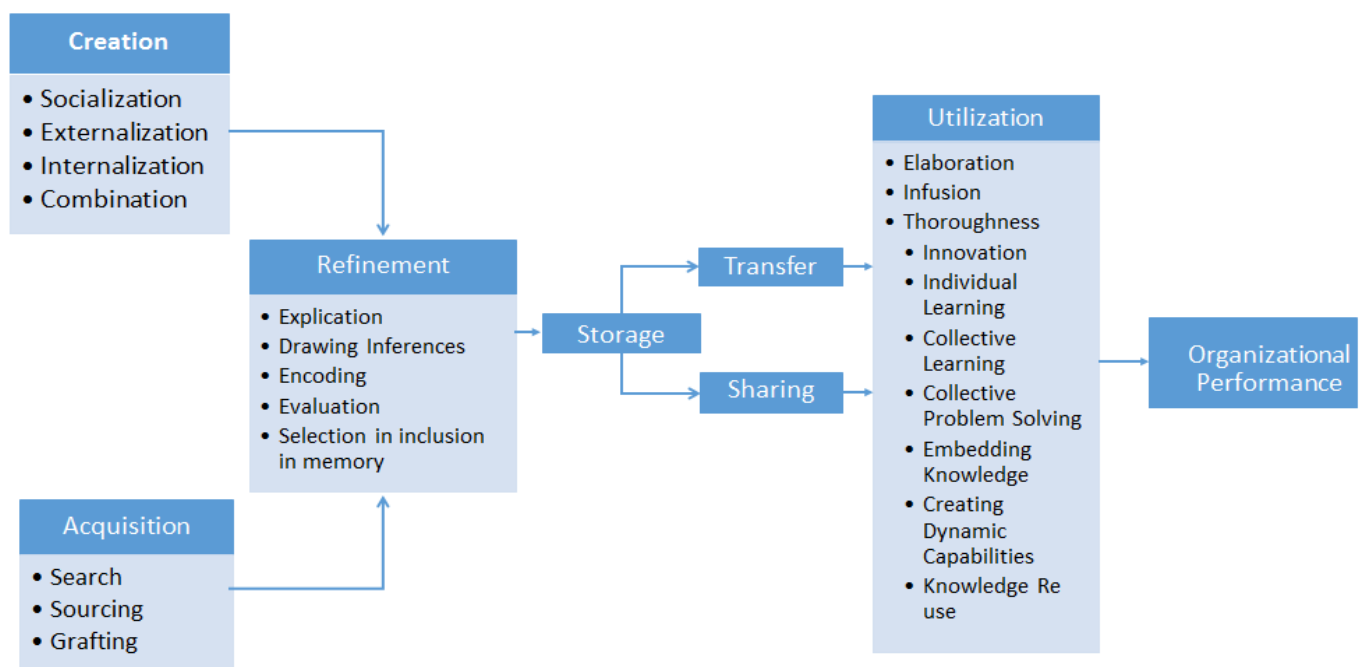 Creation
• Socialization
• Externalization
• Internalization
• Combination
Acquisition
• Search
• Sourcing
• Grafting
Refinement
• Explication
• Drawing Inferences
• Encoding
• Evaluation
• Selection in inclusion
in memory
Storage
Transfer
Sharing
Utilization
• Elaboration
• Infusion
• Thoroughness
• Innovation
• Individual
Learning
• Collective
Learning
• Collective
Problem Solving
• Embedding
Knowledge
• Creating
Dynamic
Capabilities
• Knowledge Re
use
Organizational
Performance